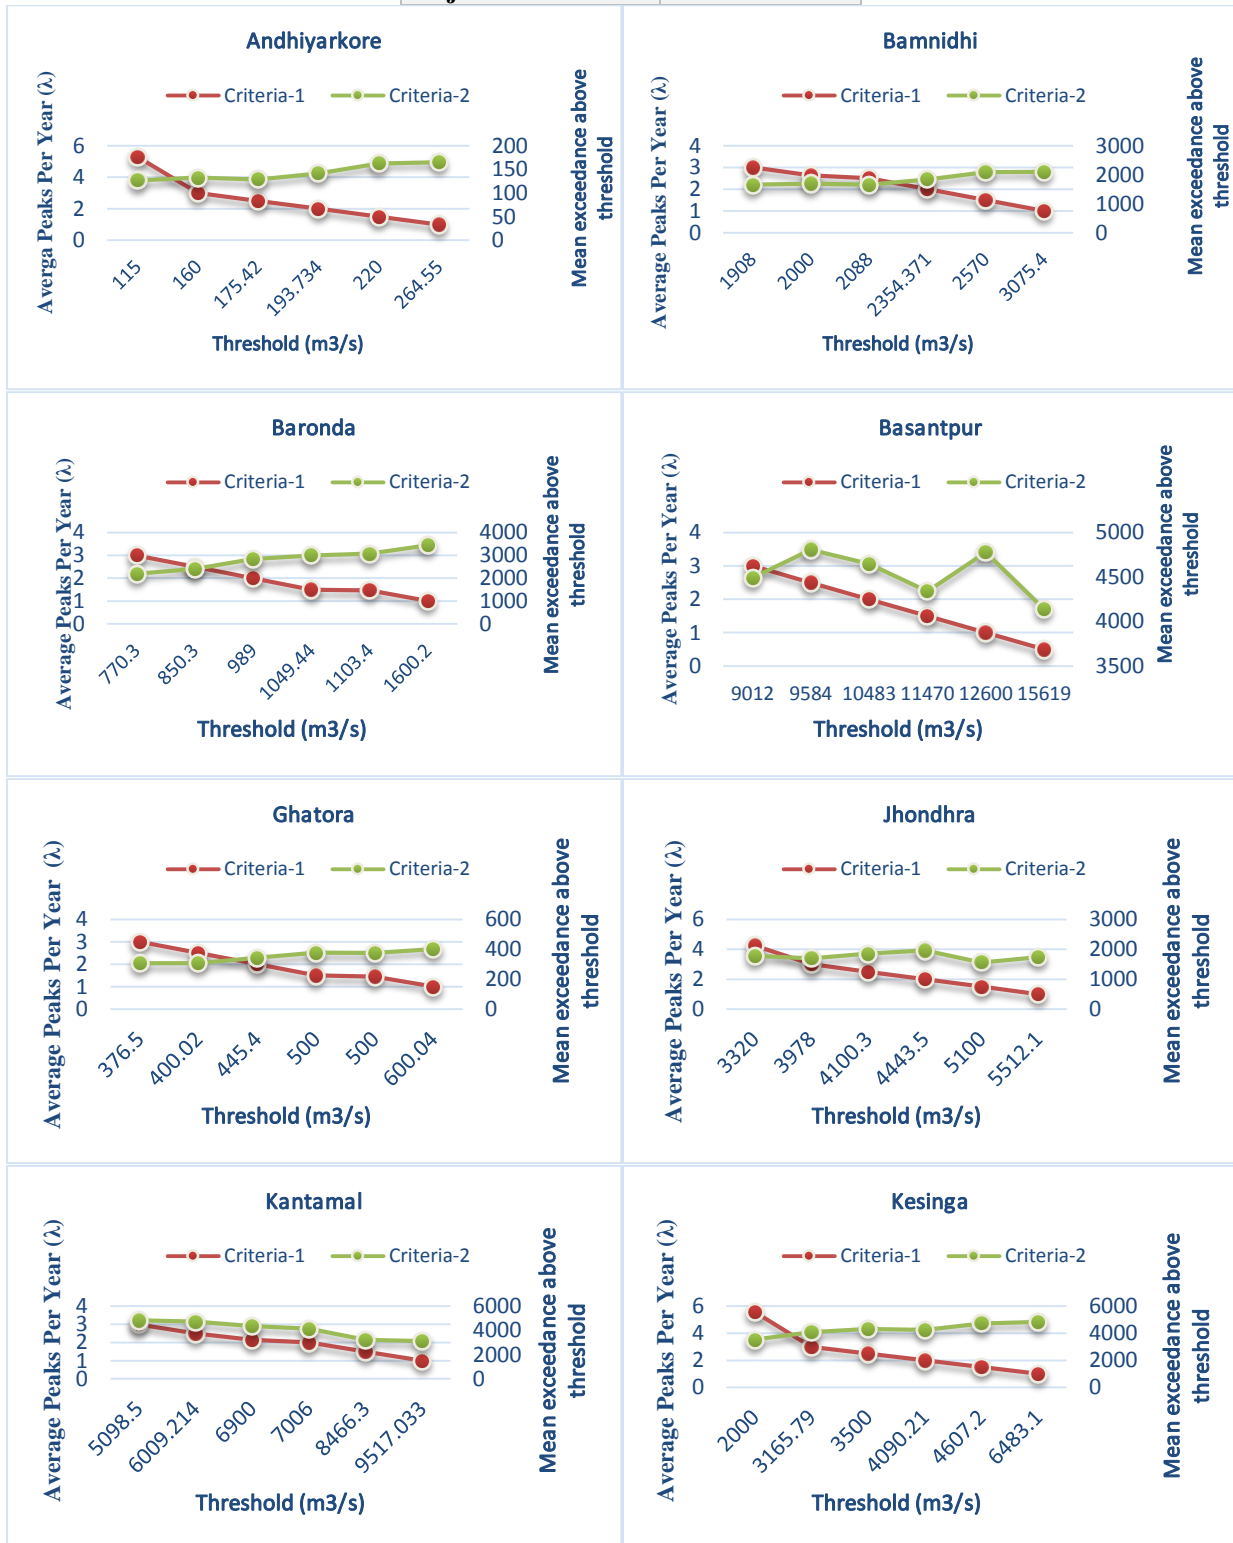 Andhiyarkore
Criteria-1 Criteria-2
Averga Peaks Per Year (λ)
Mean exceedance above
threshold
6
4
2
0
200
150
100
50
0
115 160 175.42 193.734 220 264.55
Threshold (m3/s)
Bamnidhi
Criteria-1 Criteria-2
Average Peaks Per Year (λ)
Mean exceedance above
threshold
4
3
2
1
0
3000
2000
1000
0
1908 2000 2088 2354.371 2570 3075.4
Threshold (m3/s)
Baronda
Criteria-1 Criteria-2
Average Peaks Per Year (λ)
Mean exceedance above
threshold
4
3
2
1
0
4000
3000
2000
1000
0
770.3 850.3 989 1049.44 1103.4 1600.2
Threshold (m3/s)
Basantpur
Criteria-1 Criteria-2
Average Peaks Per Year (λ)
Mean exceedance above
threshold
4
3
2
1
0
5000
4500
4000
3500
9012 9584 10483 11470 12600 15619
Threshold (m3/s)
Ghatora
Criteria-1 Criteria-2
Average Peaks Per Year (λ)
Mean exceedance above
threshold
4
3
2
1
0
600
400
200
0
376.5 400.02 445.4 500 500 600.04
Threshold (m3/s)
Jhondhra
Criteria-1 Criteria-2
Average Peaks Per Year (λ)
Mean exceedance above
threshold
6
4
2
0
3000
2000
1000
0
3320 3978 4100.3 4443.5 5100 5512.1
Threshold (m3/s)
Kantamal
Criteria-1 Criteria-2
Average Peaks Per Year (λ)
Mean exceedance above
threshold
4
3
2
1
0
6000
4000
2000
0
5098.5 6009.214 6900 7006 8466.3 9517.033
Threshold (m3/s)
Kesinga
Criteria-1 Criteria-2
Average Peaks Per Year (λ)
Mean exceedance above
threshold
6
4
2
0
6000
4000
2000
0
2000 3165.79 3500 4090.21 4607.2 6483.1
Threshold (m3/s)